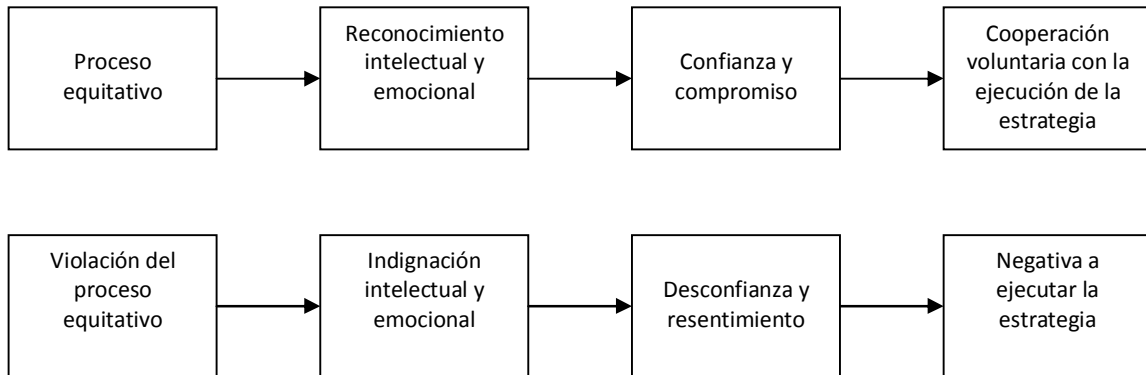 Proceso
equitativo
Reconocimiento
intelectual y
emocional
Confianza y
compromiso
Cooperación
voluntaria con la
ejecución de la
estrategia
Violación del
proceso
equitativo
Indignación
intelectual y
emocional
Desconfianza y
resentimiento
Negativa a
ejecutar la
estrategia